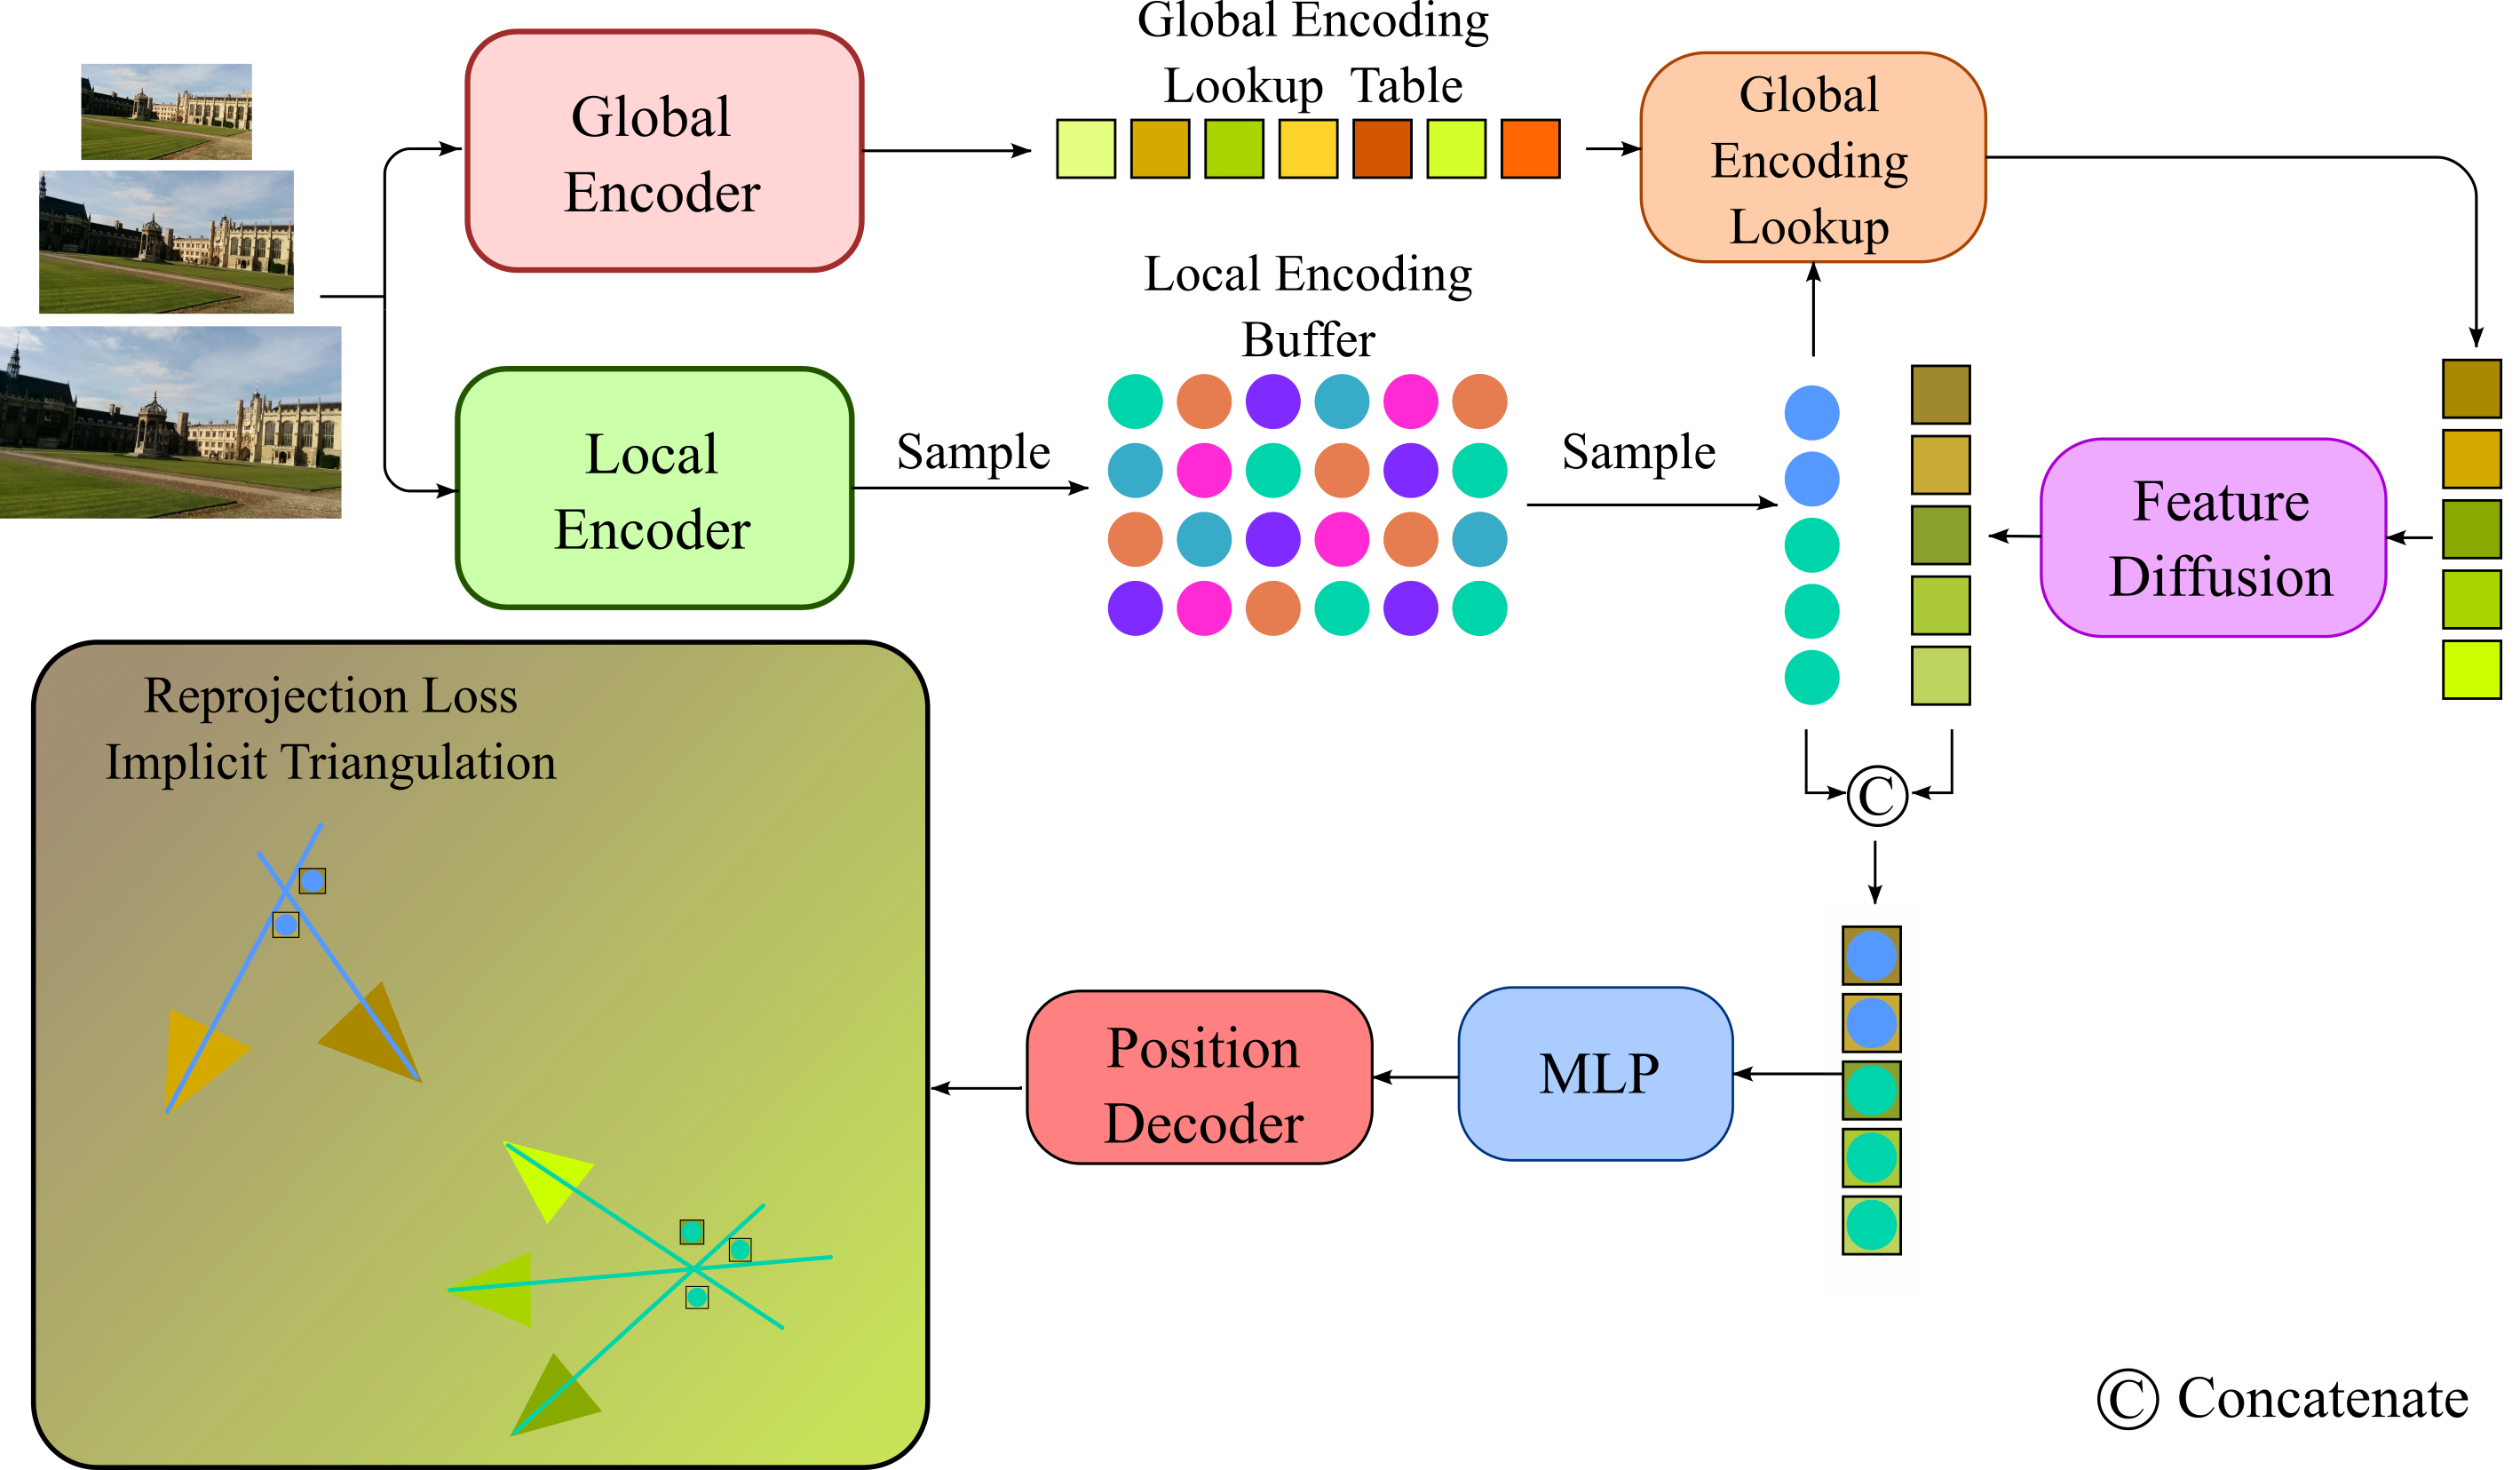 Global Encoding
Lookup Table
Global
Encoder
Global
Encoding
Lookup
Local Encoding
Buffer
Local
Encoder
Sample
Sample
Feature
Diffusion
Reprojection Loss
Implicit Triangulation
C
Position
Decoder
MLP
C Concatenate